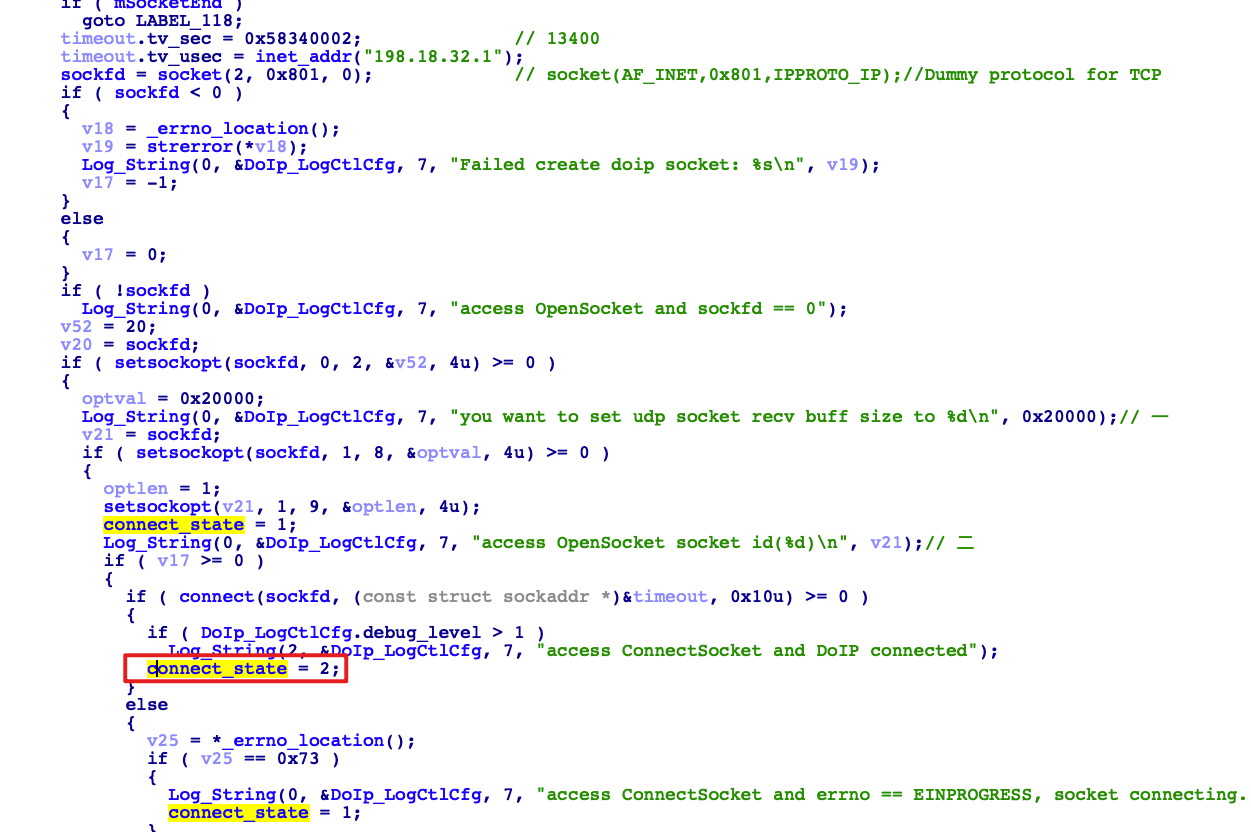 if ( mSocketEnd )
goto LABEL_118;
timeout.tv_sec = 0x58340002; // 13400
timeout.tv_usec = inet_addr("198.18.32.1");
sockfd = socket(2, 0x801, 0); // socket(AF_INET,0x801,IPPROTO_IP);//Dummy protocol for TCP
if ( sockfd < 0 )
{
v18 = _errno_location();
v19 = strerror(*v18);
Log_String(0, &DoIp_LogCtlCfg, 7, "Failed create doip socket: %s\n", v19);
v17 = -1;
}
else
{
v17 = 0;
}
if ( !sockfd )
Log_String(0, &DoIp_LogCtlCfg, 7, "access OpenSocket and sockfd == 0");
v52 = 20;
v20 = sockfd;
if ( setsockopt(sockfd, 0, 2, &v52, 4u) >= 0 )
{
optval = 0x20000;
Log_String(0, &DoIp_LogCtlCfg, 7, "you want to set udp socket recv buff size to %d\n", 0x20000);// 一
v21 = sockfd;
if ( setsockopt(sockfd, 1, 8, &optval, 4u) >= 0 )
{
optlen = 1;
setsockopt(v21, 1, 9, &optlen, 4u);
connect_state = 1;
Log_String(0, &DoIp_LogCtlCfg, 7, "access OpenSocket socket id(%d)\n", v21);// 二
if ( v17 >= 0 )
{
if ( connect(sockfd, (const struct sockaddr *)&timeout, 0x10u) >= 0 )
{
if ( DoIp_LogCtlCfg.debug_level > 1 )
Log_String(2, &DoIp_LogCtlCfg, 7, "access ConnectSocket and DoIP connected");
connect_state = 2;
}
else
{
v25 = *_errno_location();
if ( v25 == 0x73 )
{
Log_String(0, &DoIp_LogCtlCfg, 7, "access ConnectSocket and errno == EINPROGRESS, socket connecting.
connect_state = 1;
}